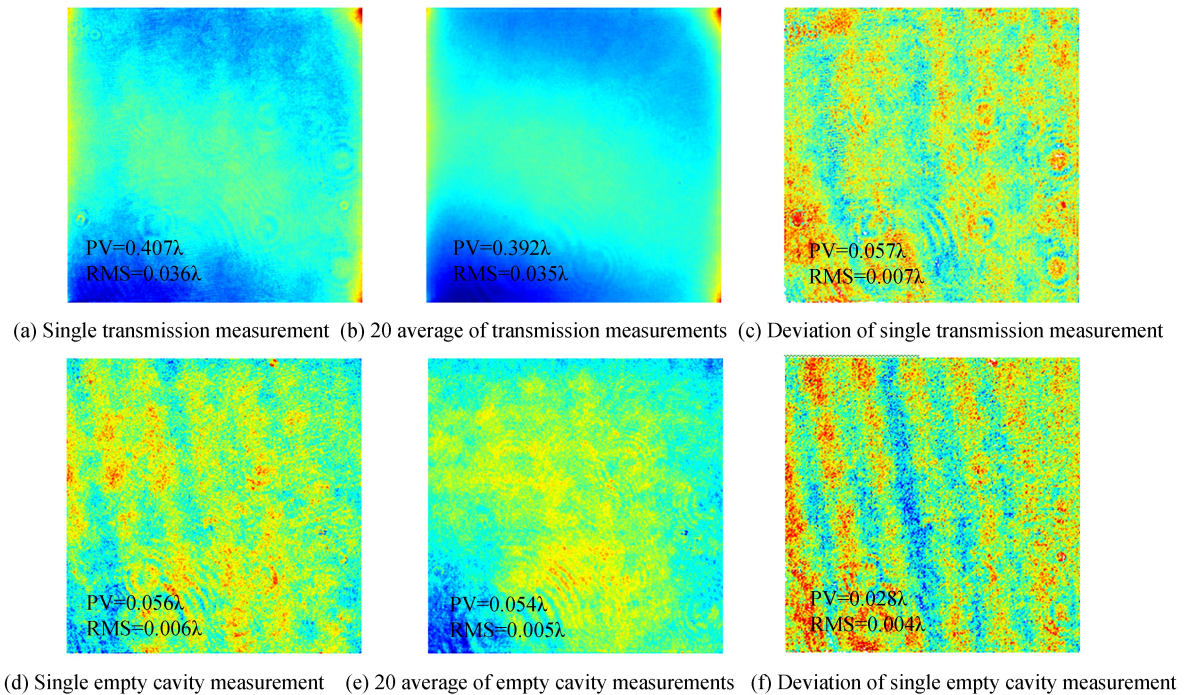 PV=0.407λ
RMS=0.036λ
PV=0.392λ
RMS=0.035λ
PV=0.057λ
RMS=0.007λ
(a) Single transmission measurement
(b) 20 average of transmission measurements
(c) Deviation of single transmission measurement
PV=0.056λ
RMS=0.006λ
PV=0.054λ
RMS=0.005λ
PV=0.028λ
RMS=0.004λ
(d) Single empty cavity measurement
(e) 20 average of empty cavity measurements
(f) Deviation of single empty cavity measurement